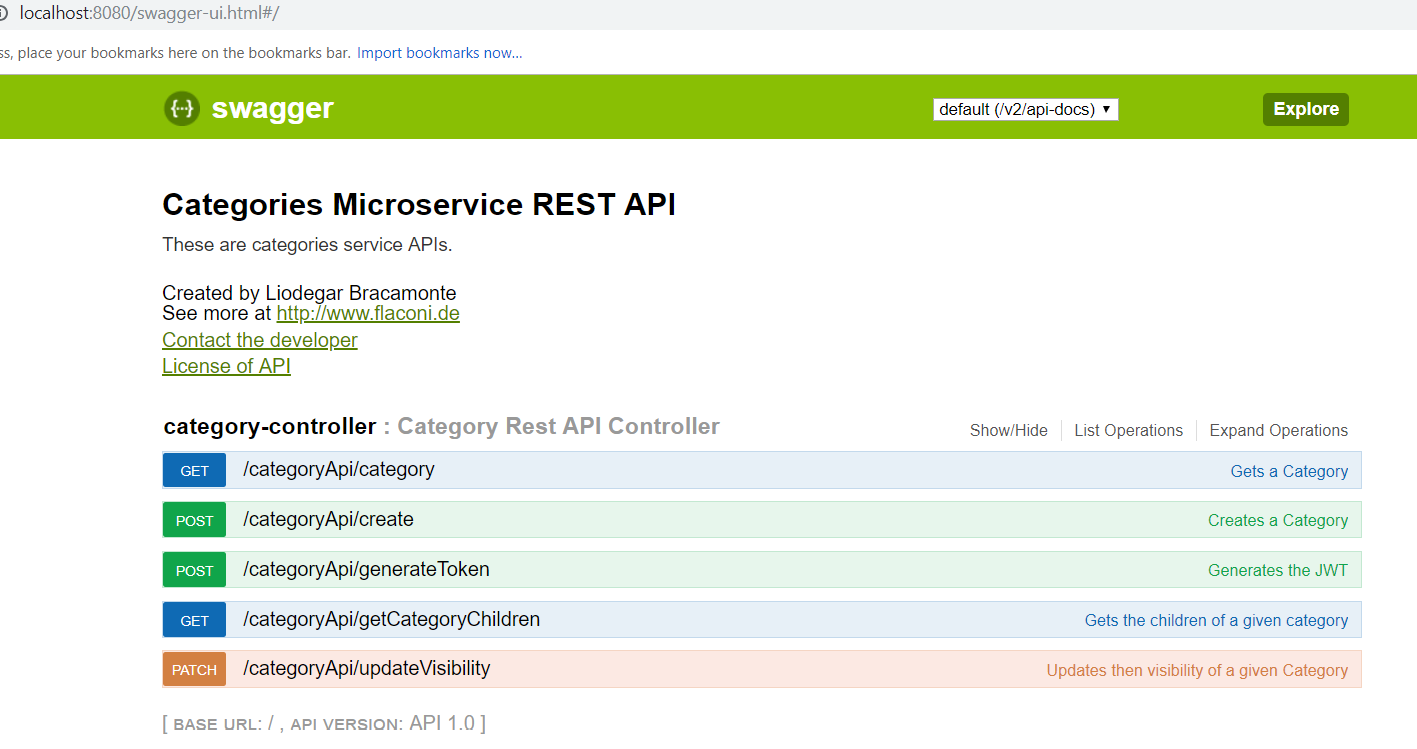 localhost:8080/swagger-ui.html#/
ss, place your bookmarks here on the bookmarks bar. Import bookmarks now...
{···} swagger default (/v2/api-docs) ▼ Explore
Categories Microservice REST API
These are categories service APIs.
Created by Liodegar Bracamonte
See more at http://www.flaconi.de
Contact the developer
License of API
category-controller : Category Rest API Controller Show/Hide List Operations Expand Operations
GET /categoryApi/category Gets a Category
POST /categoryApi/create Creates a Category
POST /categoryApi/generateToken Generates the JWT
GET /categoryApi/getCategoryChildren Gets the children of a given category
PATCH /categoryApi/updateVisibility Updates then visibility of a given Category
[ BASE URL: / , API VERSION: API 1.0 ]